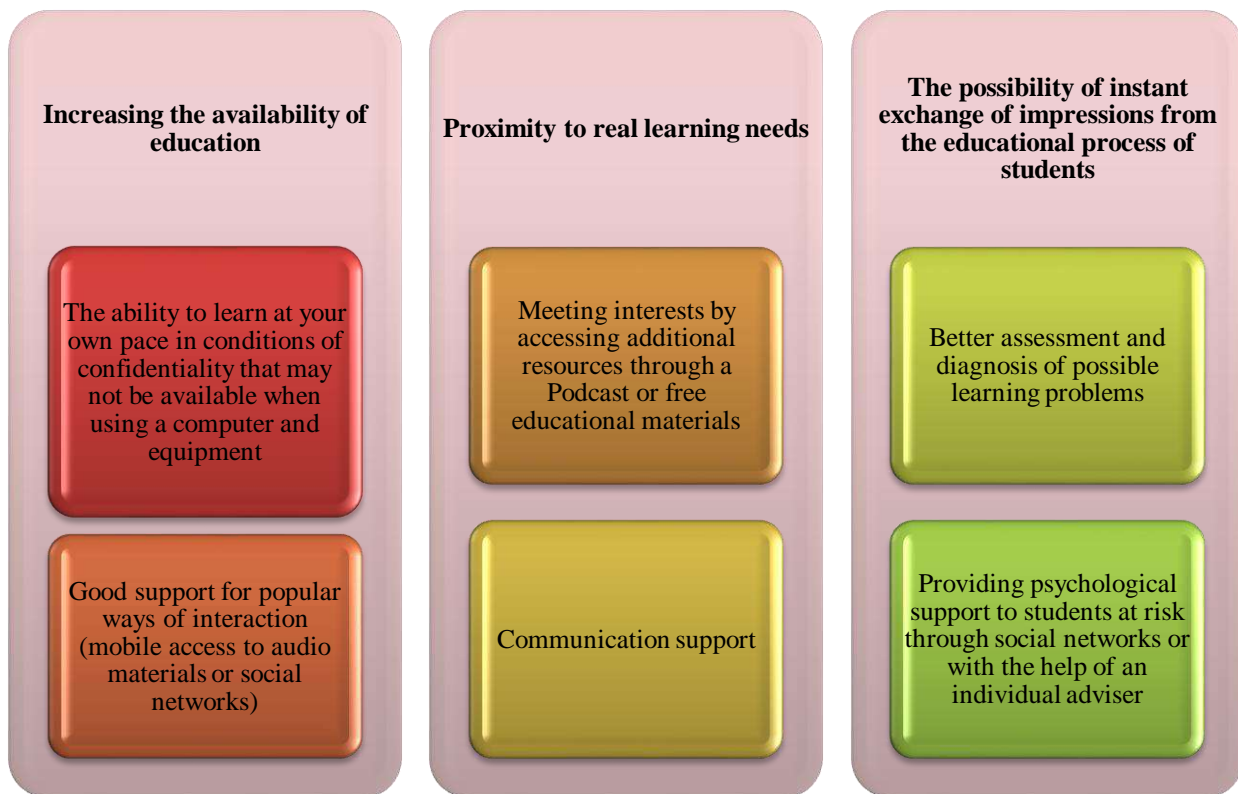 Increasing the availability of
education
The ability to learn at your
own pace in conditions of
confidentiality that may
not be available when
using a computer and
equipment
Good support for popular
ways of interaction
(mobile access to audio
materials or social
networks)
Proximity to real learning needs
Meeting interests by
accessing additional
resources through a
Podcast or free
educational materials
Communication support
The possibility of instant
exchange of impressions from
the educational process of
students
Better assessment and
diagnosis of possible
learning problems
Providing psychological
support to students at risk
through social networks or
with the help of an
individual adviser